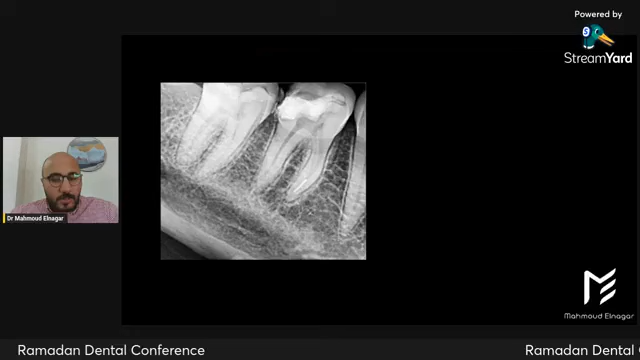 Powered by
StreamYard
Dr Mahmoud Elnagar
Mahmoud Elnagar
Ramadan Dental Conference
Ramadan Dental